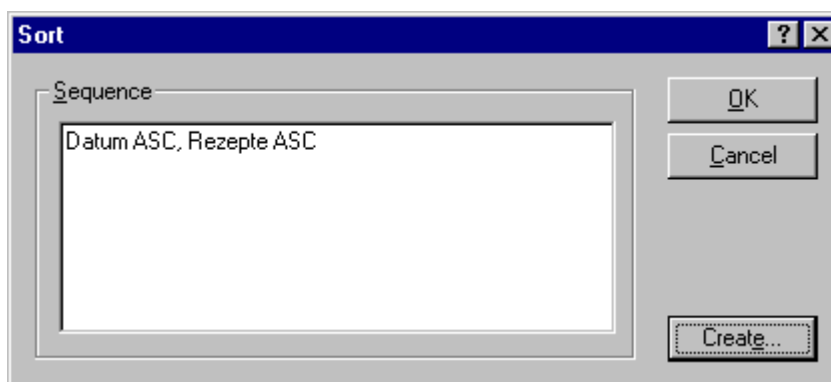 Sort
Sequence
Datum ASC, Rezepte ASC
OK
Cancel
Create...